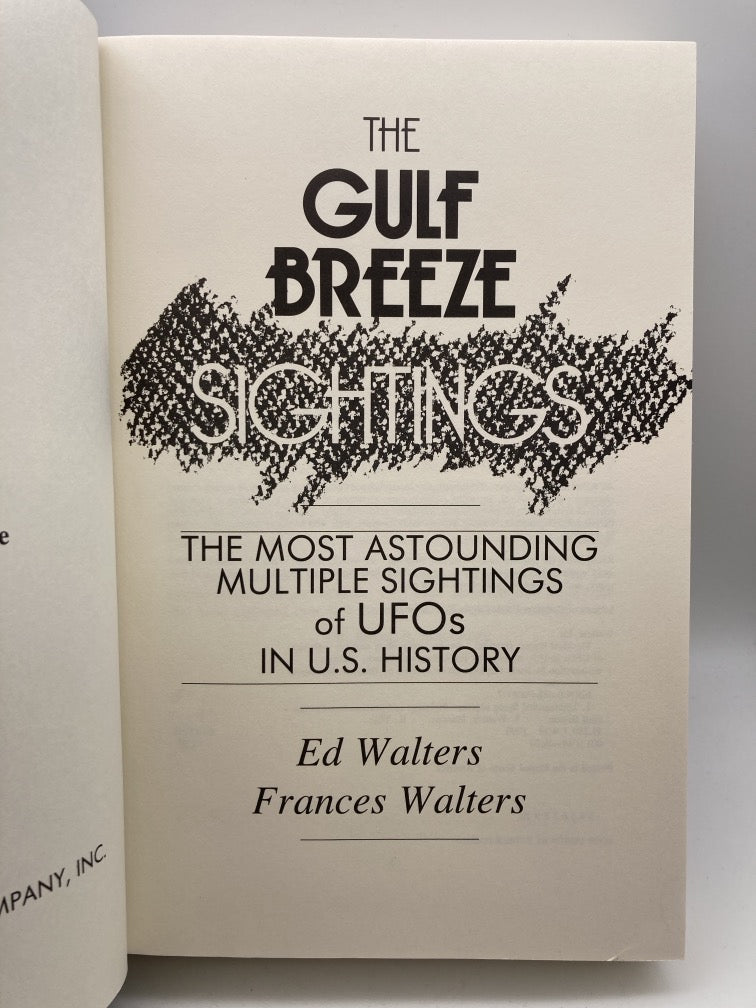 THE
GULF
BREEZE
SIGHTINGS
THE MOST ASTOUNDING
MULTIPLE SIGHTINGS
of UFOs
IN U.S. HISTORY
Ed Walters
Frances Walters
e
MPANY, INC.